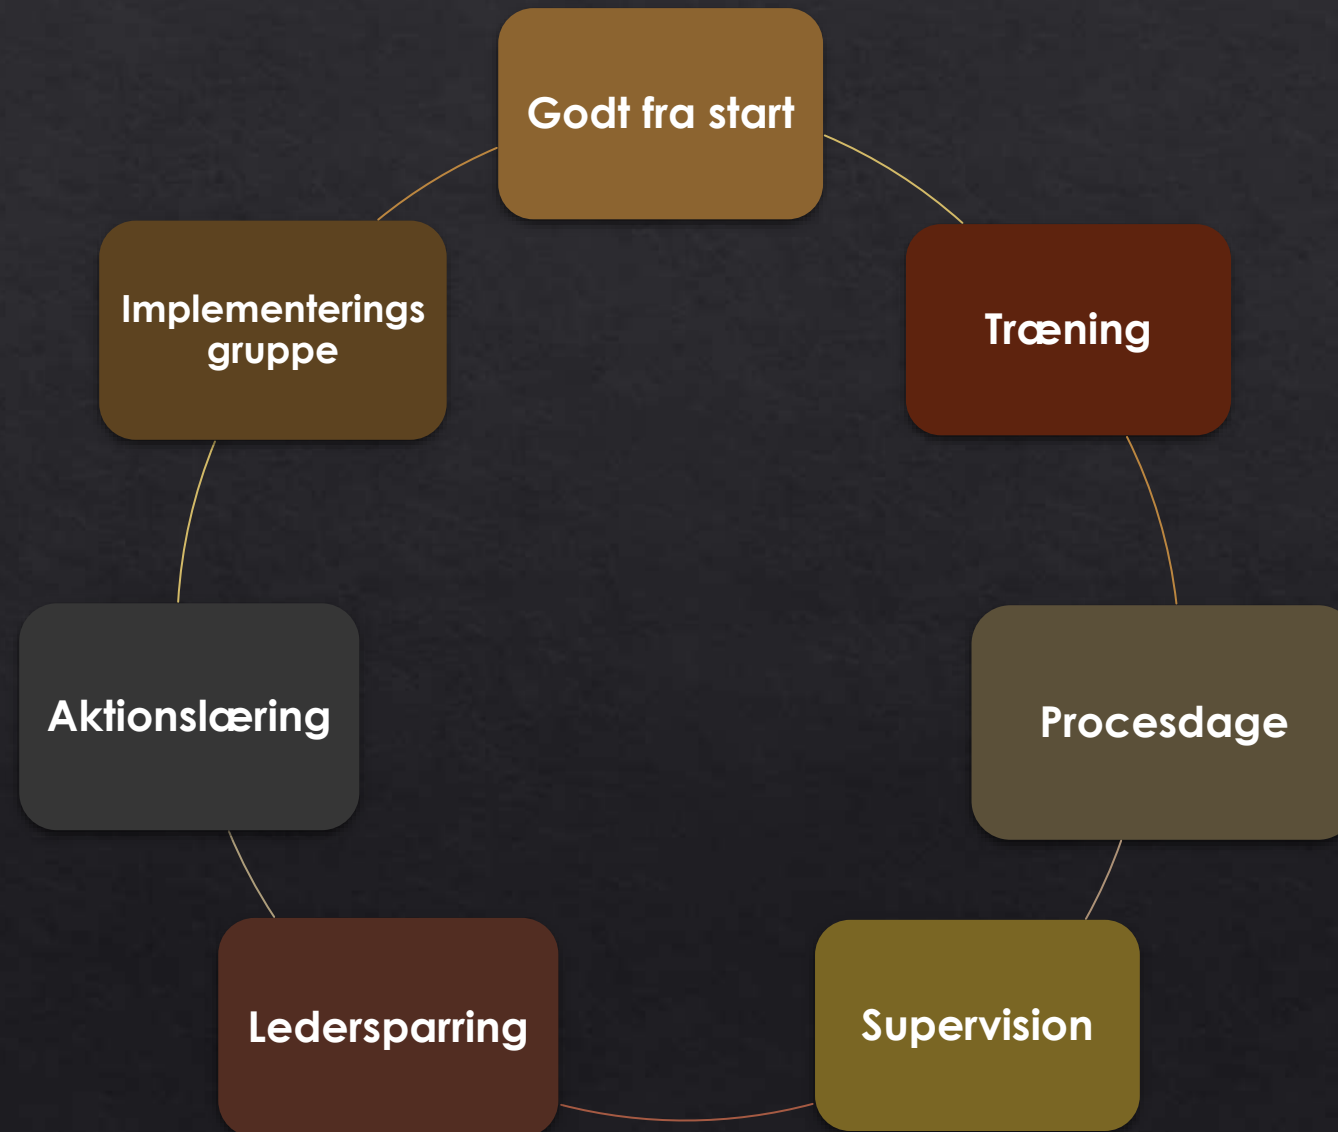 Godt fra start
Træning
Procesdage
Supervision
Ledersparring
Aktionslæring
Implementerings
gruppe